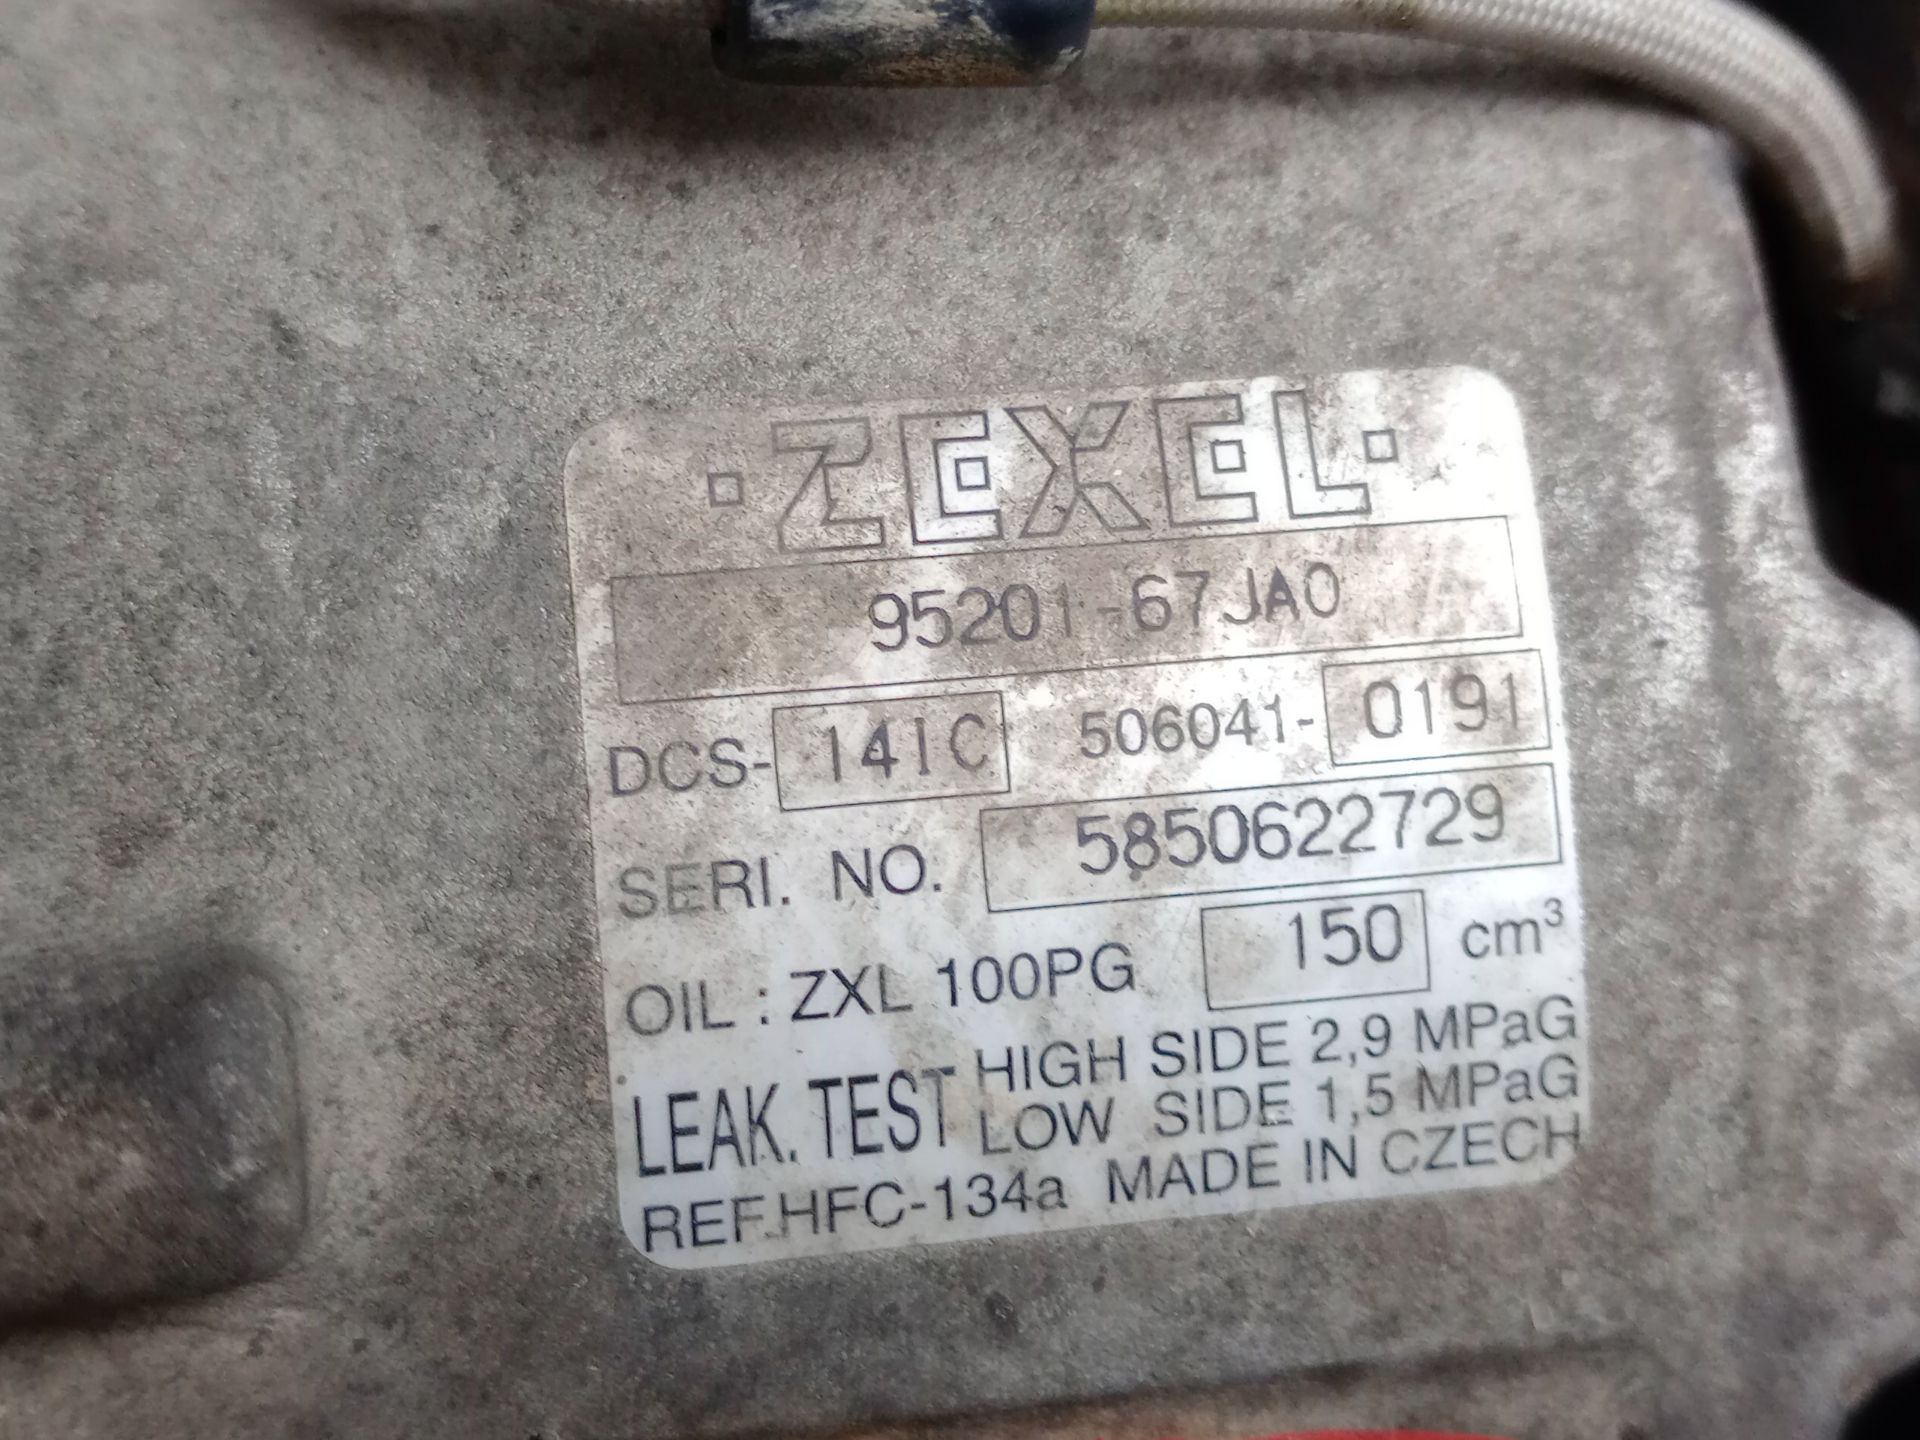 ZEXEL
95201-67JA0
DCS-14IC 506041-0191
SERI. NO. 5850622729
OIL : ZXL 100PG 150 cm³
LEAK. TEST HIGH SIDE 2,9 MPaG
LOW SIDE 1,5 MPaG
REF.HFC-134a MADE IN CZECH